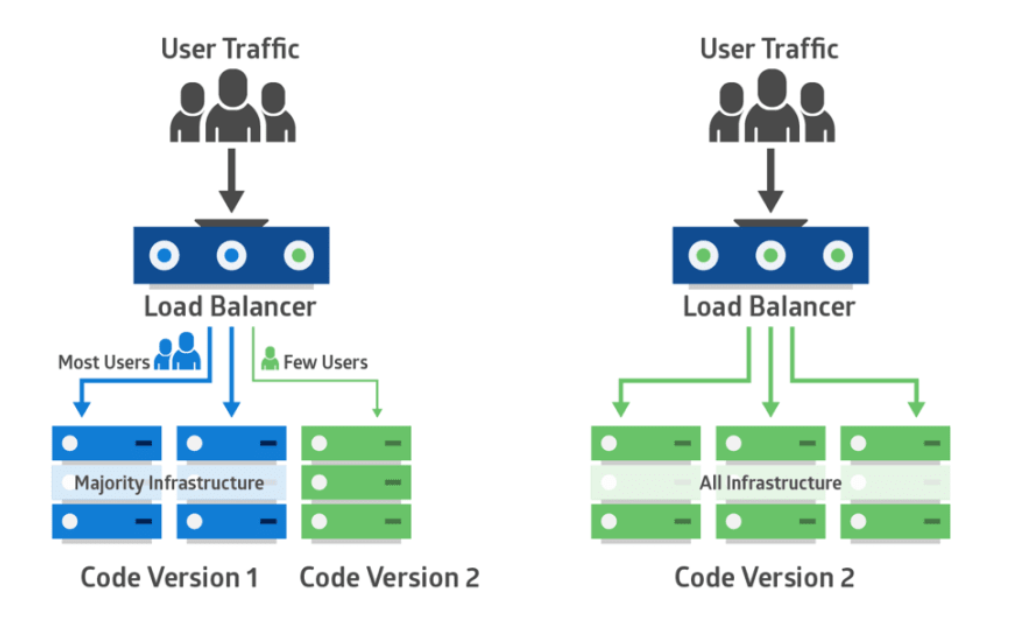 User Traffic
User Traffic
Load Balancer
Load Balancer
Most Users
Few Users
Majority Infrastructure
All Infrastructure
Code Version 1
Code Version 2
Code Version 2